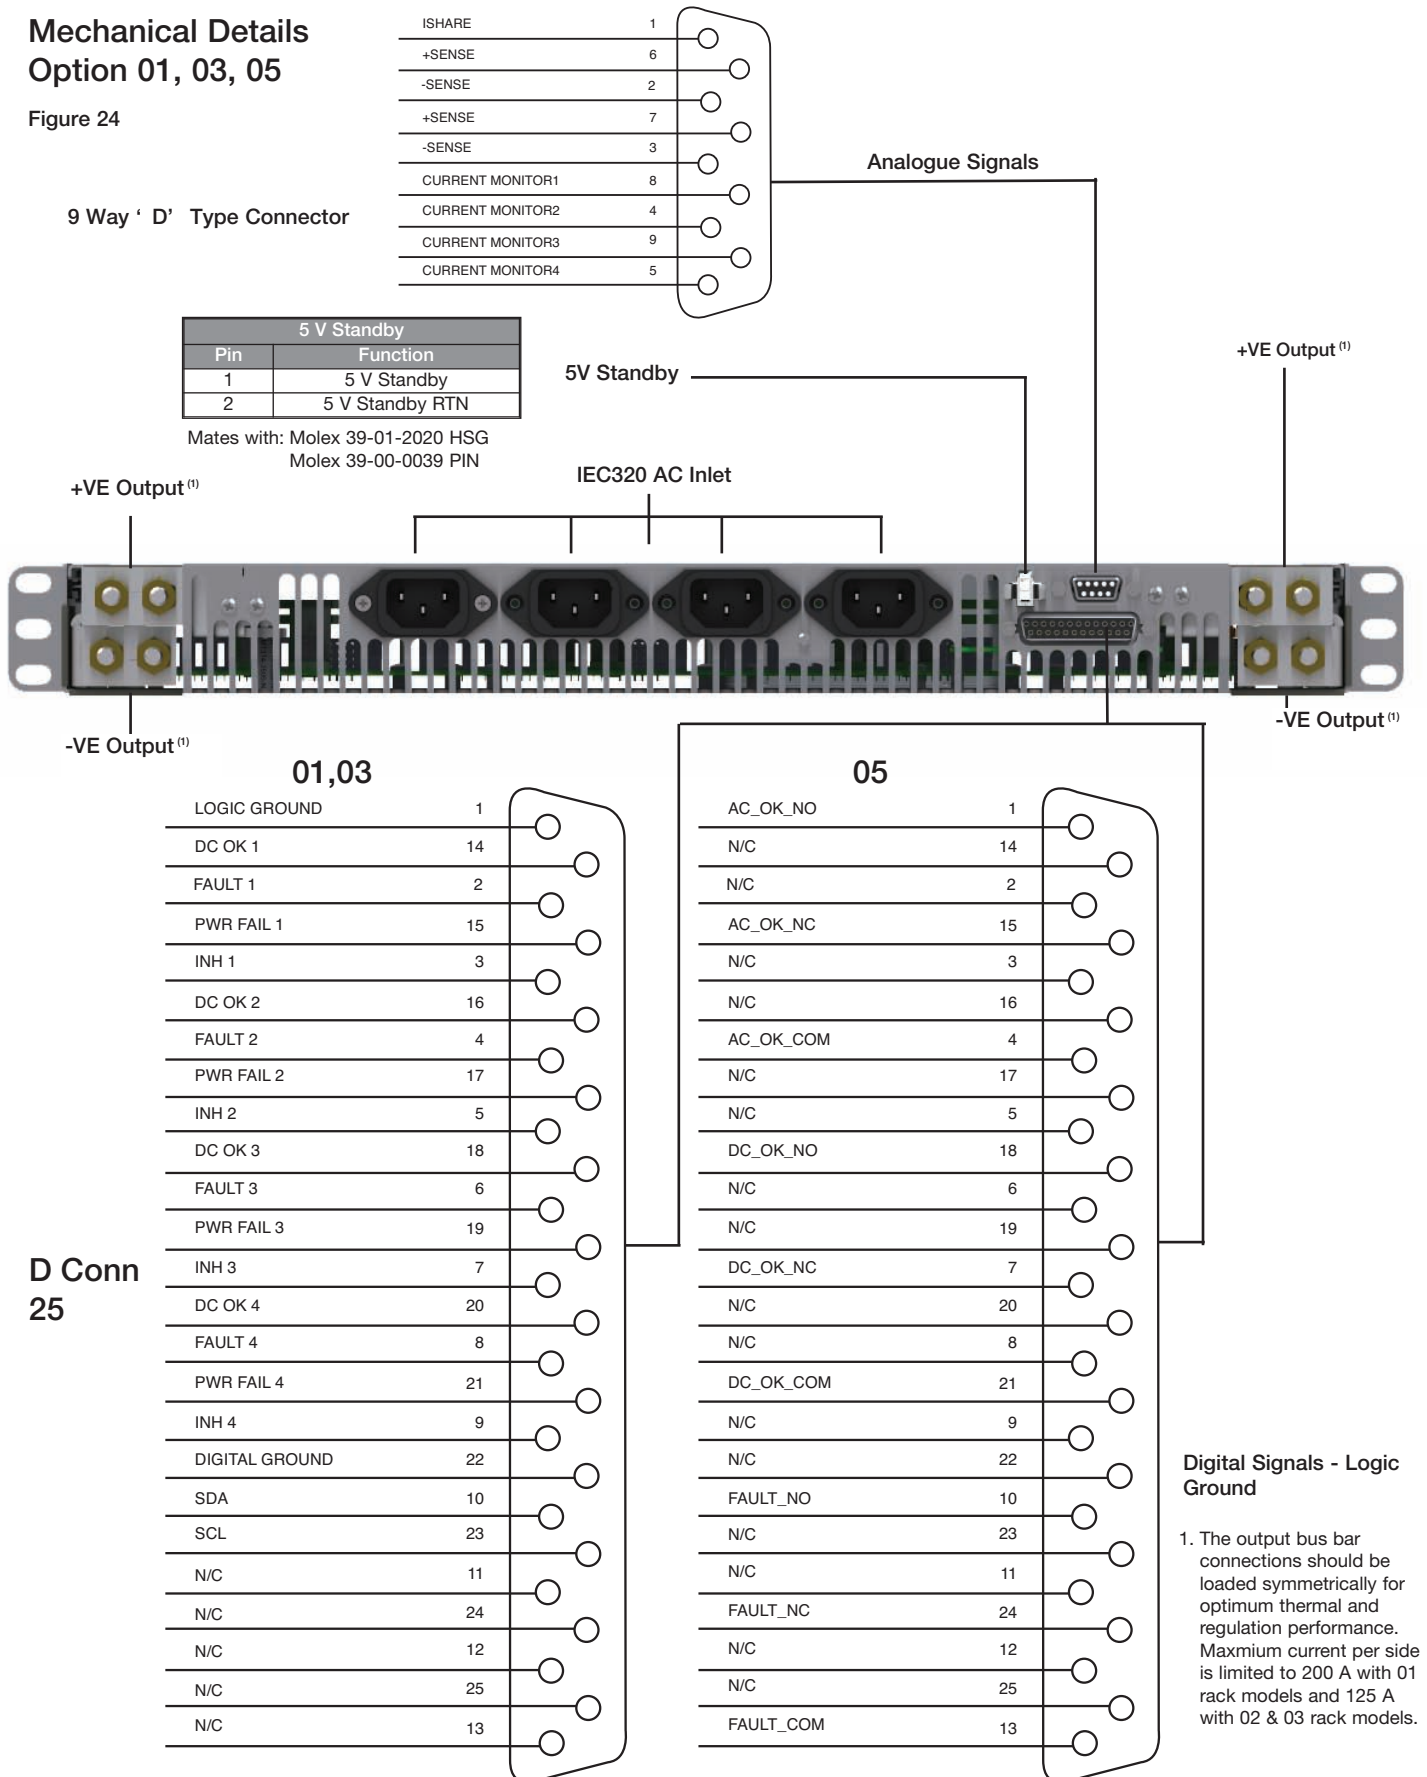 Mechanical Details
Option 01, 03, 05
Figure 24
9 Way ‘ D’ Type Connector
ISHARE 1
+SENSE 6
-SENSE 2
+SENSE 7
-SENSE 3
CURRENT MONITOR1 8
CURRENT MONITOR2 4
CURRENT MONITOR3 9
CURRENT MONITOR4 5
Analogue Signals
5 V Standby
Pin Function
1 5 V Standby
2 5 V Standby RTN
Mates with: Molex 39-01-2020 HSG
Molex 39-00-0039 PIN
5V Standby
+VE Output (1)
IEC320 AC Inlet
+VE Output (1)
-VE Output (1)
-VE Output (1)
D Conn
25
01,03
LOGIC GROUND 1
DC OK 1 14
FAULT 1 2
PWR FAIL 1 15
INH 1 3
DC OK 2 16
FAULT 2 4
PWR FAIL 2 17
INH 2 5
DC OK 3 18
FAULT 3 6
PWR FAIL 3 19
INH 3 7
DC OK 4 20
FAULT 4 8
PWR FAIL 4 21
INH 4 9
DIGITAL GROUND 22
SDA 10
SCL 23
N/C 11
N/C 24
N/C 12
N/C 25
N/C 13
05
AC_OK_NO 1
N/C 14
N/C 2
AC_OK_NC 15
N/C 3
N/C 16
AC_OK_COM 4
N/C 17
N/C 5
DC_OK_NO 18
N/C 6
N/C 19
DC_OK_NC 7
N/C 20
N/C 8
DC_OK_COM 21
N/C 9
N/C 22
FAULT_NO 10
N/C 23
N/C 11
FAULT_NC 24
N/C 12
N/C 25
FAULT_COM 13
Digital Signals - Logic
Ground
1. The output bus bar
connections should be
loaded symmetrically for
optimum thermal and
regulation performance.
Maxmium current per side
is limited to 200 A with 01
rack models and 125 A
with 02 & 03 rack models.